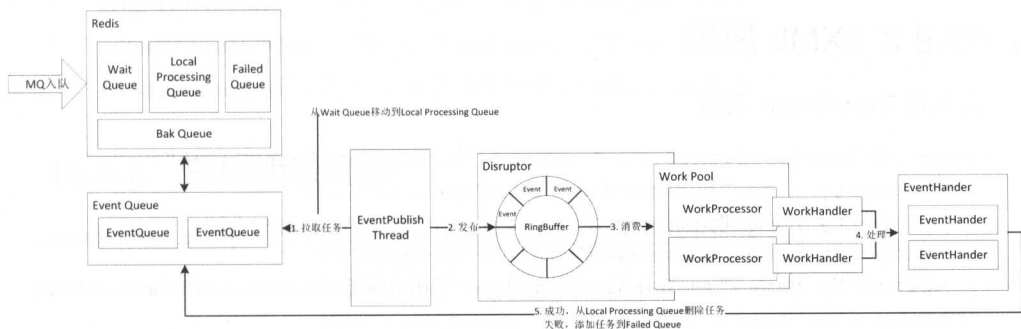 Redis
Wait
Queue
Local
Processing
Queue
Failed
Queue
Bak Queue
MQ入队
从Wait Queue移动到Local Processing Queue
Event Queue
EventQueue
EventQueue
1. 拉取任务
EventPublish
Thread
2. 发布
Disruptor
Event
Event
Event
RingBuffer
3. 消费
Work Pool
WorkProcessor
WorkHandler
WorkProcessor
WorkHandler
4. 处理
EventHander
EventHander
EventHander
5. 成功，从Local Processing Queue删除任务
失败，添加任务到Failed Queue